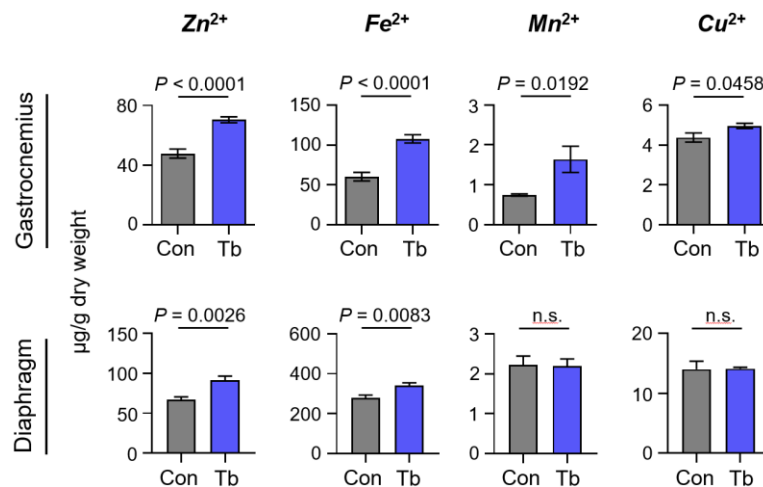 Zn²⁺ Fe²⁺ Mn²⁺ Cu²⁺
P < 0.0001 P < 0.0001 P = 0.0192 P = 0.0458
80 150 3 6
100 2 4
40 50 1 2
0 0 0 0
Con Tb Con Tb Con Tb Con Tb
Gastrocnemius
µg/g dry weight
P = 0.0026 P = 0.0083 n.s. n.s.
150 600 3 20
100 400 2
50 200 1 10
0 0 0 0
Con Tb Con Tb Con Tb Con Tb
Diaphragm